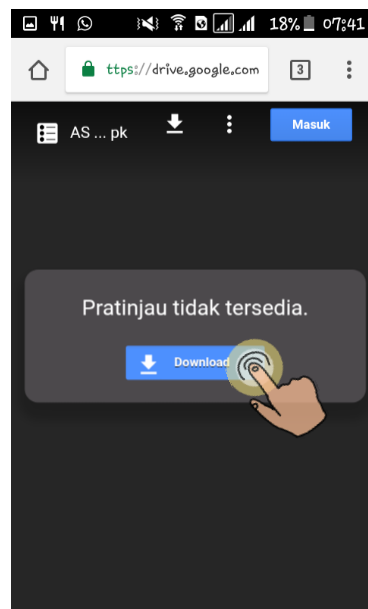 18% 07:41
ttps://drive.google.com 3
AS ... pk Masuk
Pratinjau tidak tersedia.
Download